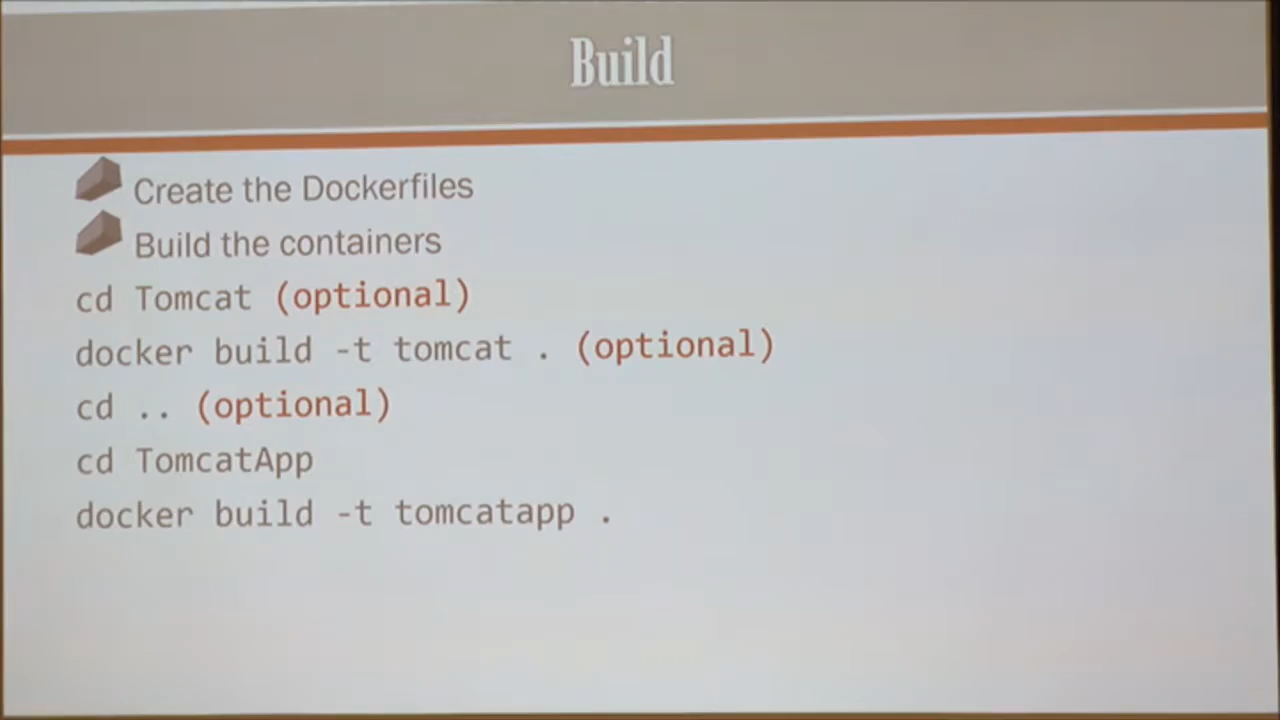 Build
Create the Dockerfiles
Build the containers
cd Tomcat (optional)
docker build -t tomcat . (optional)
cd .. (optional)
cd TomcatApp
docker build -t tomcatapp .